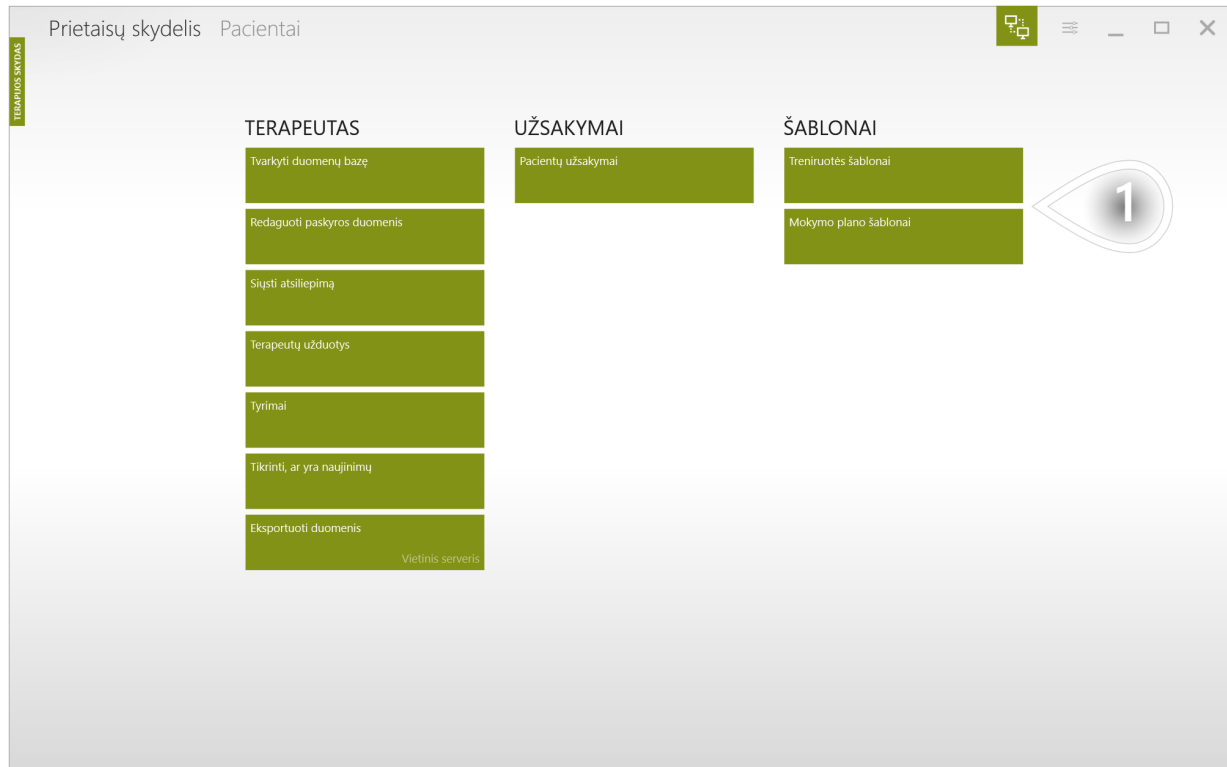 Prietaisų skydelis Pacientai
TERAPIJOS SKYDAS
TERAPEUTAS
Tvarkyti duomenų bazę
Redaguoti paskyros duomenis
Siųsti atsiliepimą
Terapeutų užduotys
Tyrimai
Tikrinti, ar yra naujinimų
Eksportuoti duomenis
Vietinis serveris
UŽSAKYMAI
Pacientų užsakymai
ŠABLONAI
Treniruotės šablonai
Mokymo plano šablonai
1